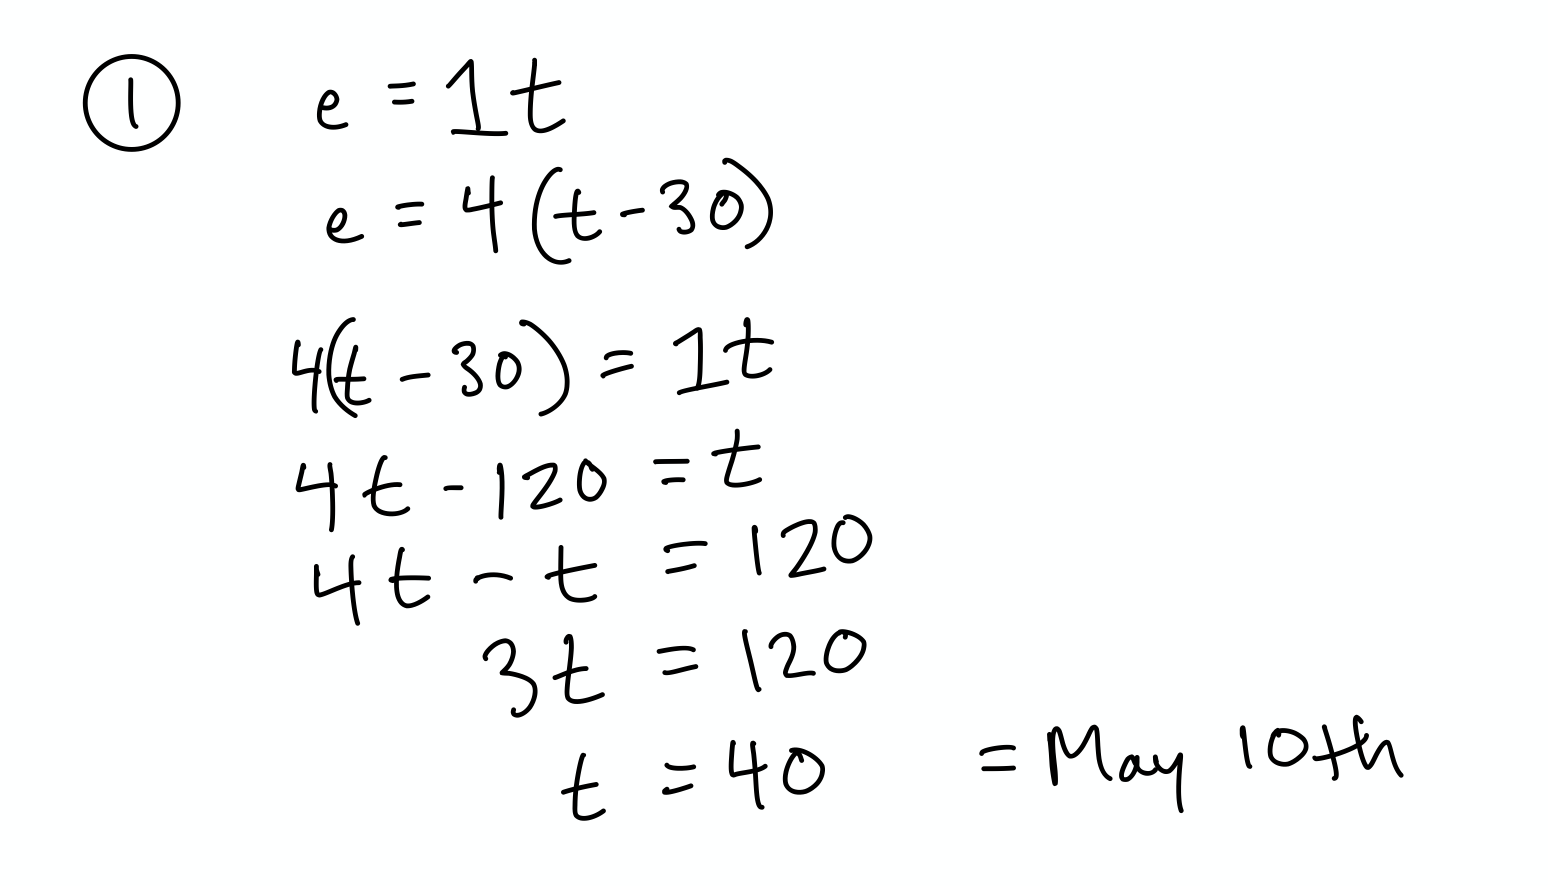 ① e = 1t
e = 4(t - 30)
4(t - 30) = 1t
4t - 120 = t
4t - t = 120
3t = 120
t = 40 = May 10th